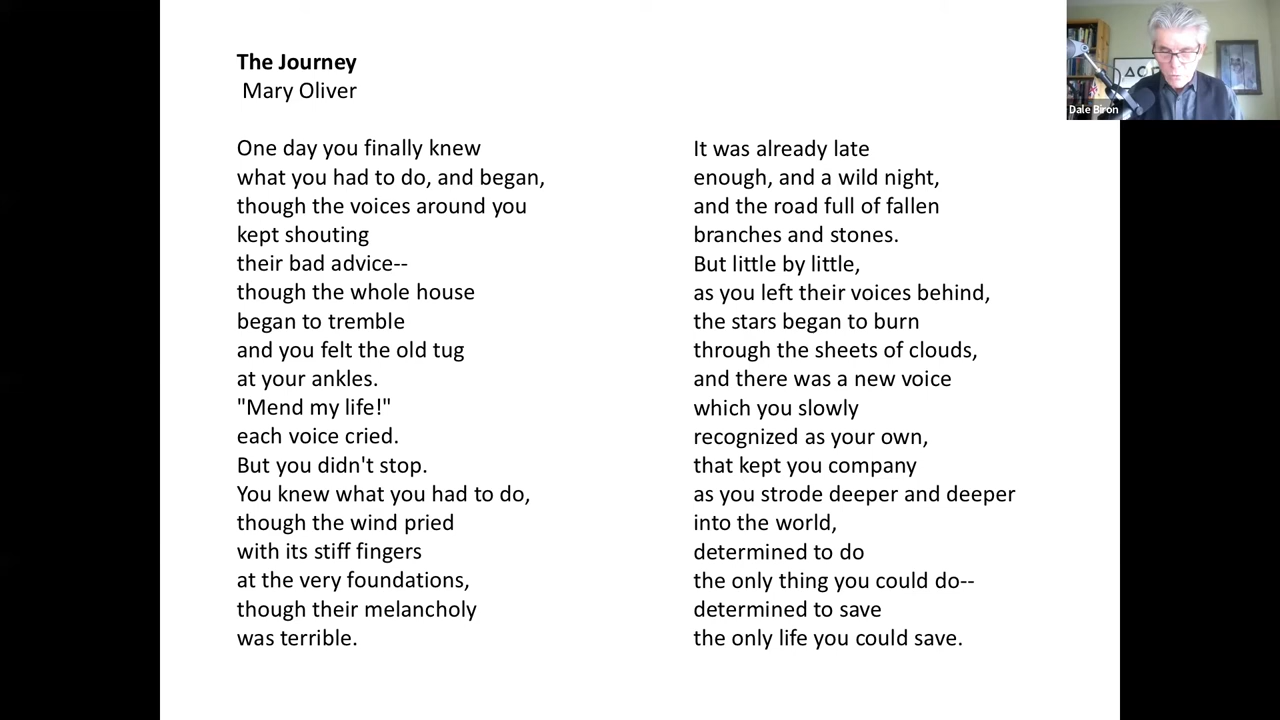 The Journey
Mary Oliver
One day you finally knew
what you had to do, and began,
though the voices around you
kept shouting
their bad advice--
though the whole house
began to tremble
and you felt the old tug
at your ankles.
"Mend my life!"
each voice cried.
But you didn't stop.
You knew what you had to do,
though the wind pried
with its stiff fingers
at the very foundations,
though their melancholy
was terrible.
It was already late
enough, and a wild night,
and the road full of fallen
branches and stones.
But little by little,
as you left their voices behind,
the stars began to burn
through the sheets of clouds,
and there was a new voice
which you slowly
recognized as your own,
that kept you company
as you strode deeper and deeper
into the world,
determined to do
the only thing you could do--
determined to save
the only life you could save.
Dale Biron